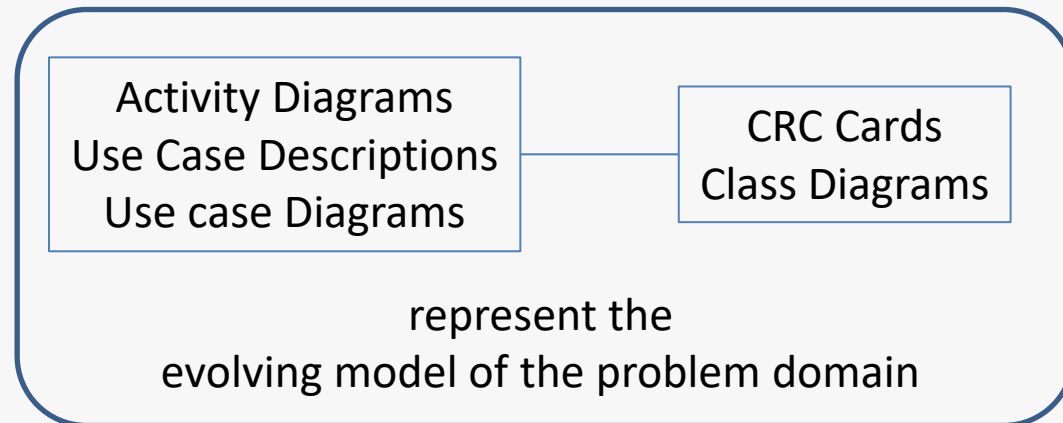 Activity Diagrams
Use Case Descriptions
Use case Diagrams
CRC Cards
Class Diagrams
represent the
evolving model of the problem domain